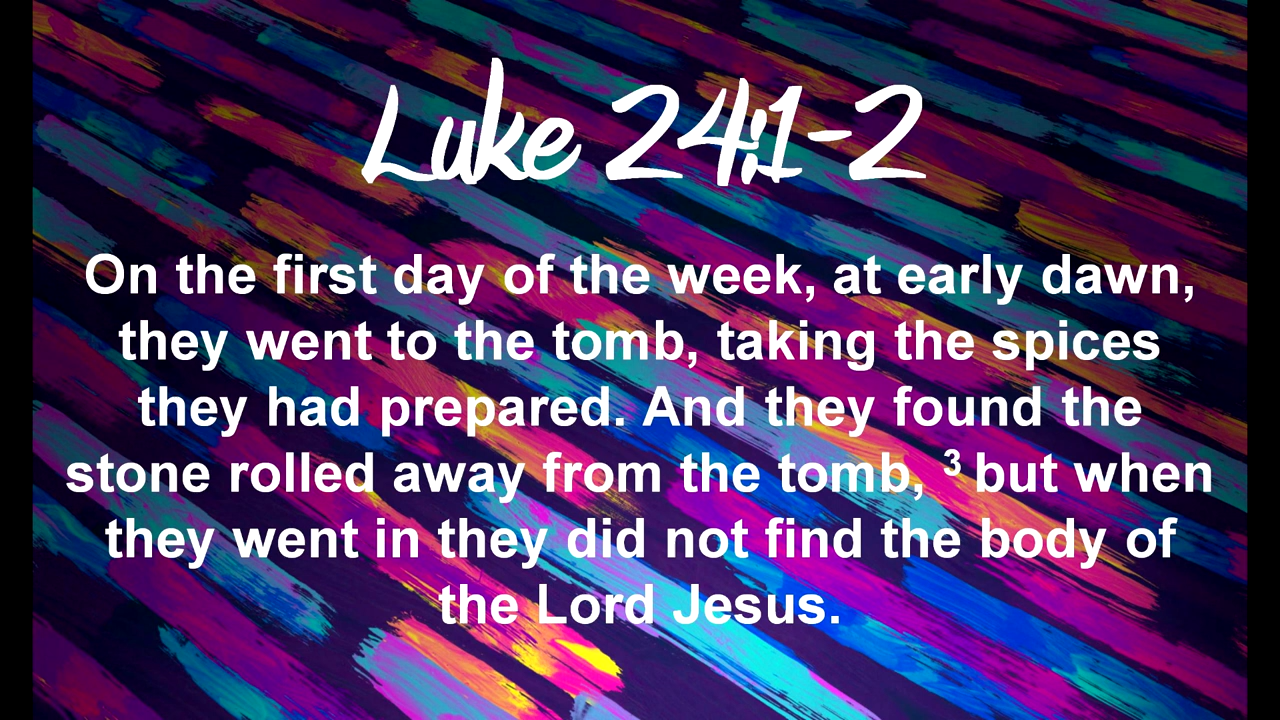 Luke 24:1-2
On the first day of the week, at early dawn,
they went to the tomb, taking the spices
they had prepared. And they found the
stone rolled away from the tomb, ³ but when
they went in they did not find the body of
the Lord Jesus.